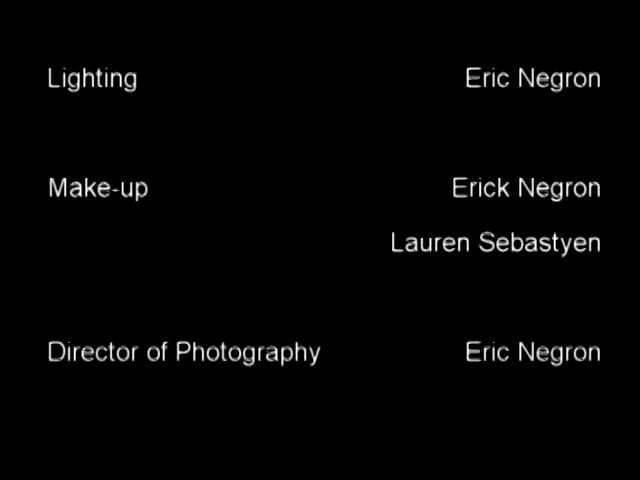 Lighting Eric Negron
Make-up Erick Negron
Lauren Sebastyen
Director of Photography Eric Negron